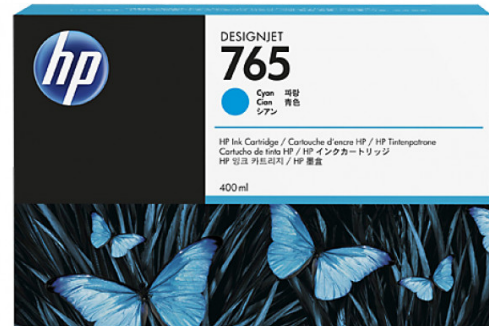 hp
DESIGNJET
765
Cyan 파랑
Cian 青色
シアン
HP Ink Cartridge / Cartouche d'encre HP / HP Tintenpatrone
Cartucho de tinta HP / HP インクカートリッジ
HP 잉크 카트리지 / HP 墨盒
400 ml